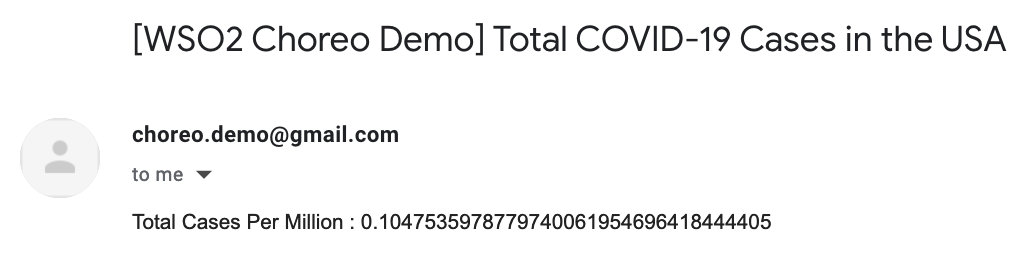 [WSO2 Choreo Demo] Total COVID-19 Cases in the USA
choreo.demo@gmail.com
to me
Total Cases Per Million : 0.1047535978779740061954696418444405